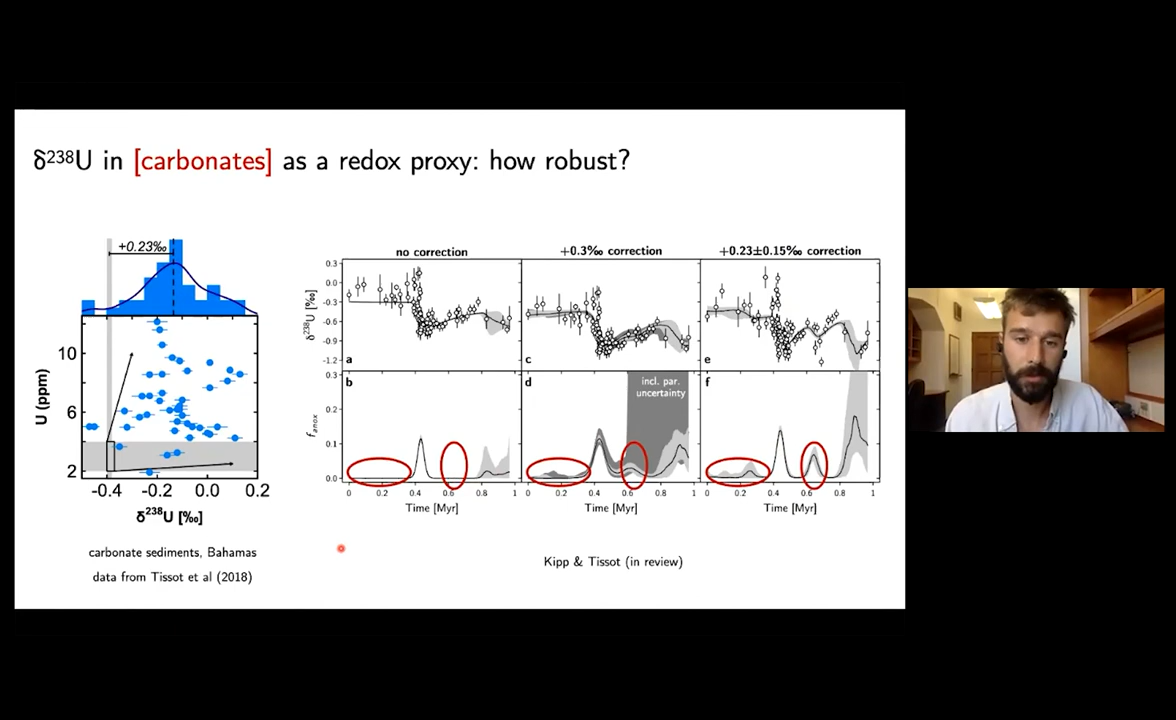 δ²³⁸U in [carbonates] as a redox proxy: how robust?
+0.23‰
U (ppm)
10
6
2
-0.4 -0.2 0.0 0.2
δ²³⁸U [‰]
carbonate sediments, Bahamas
data from Tissot et al (2018)
no correction
+0.3‰ correction
+0.23±0.15‰ correction
δ²³⁸U [‰]
0.3
0.0
-0.3
-0.6
-0.9
-1.2
a
c
e
f_anox
0.3
0.2
0.1
0.0
b
d
f
incl. par.
uncertainty
0 0.2 0.4 0.6 0.8 1
0 0.2 0.4 0.6 0.8 1
0 0.2 0.4 0.6 0.8 1
Time [Myr]
Time [Myr]
Time [Myr]
Kipp & Tissot (in review)